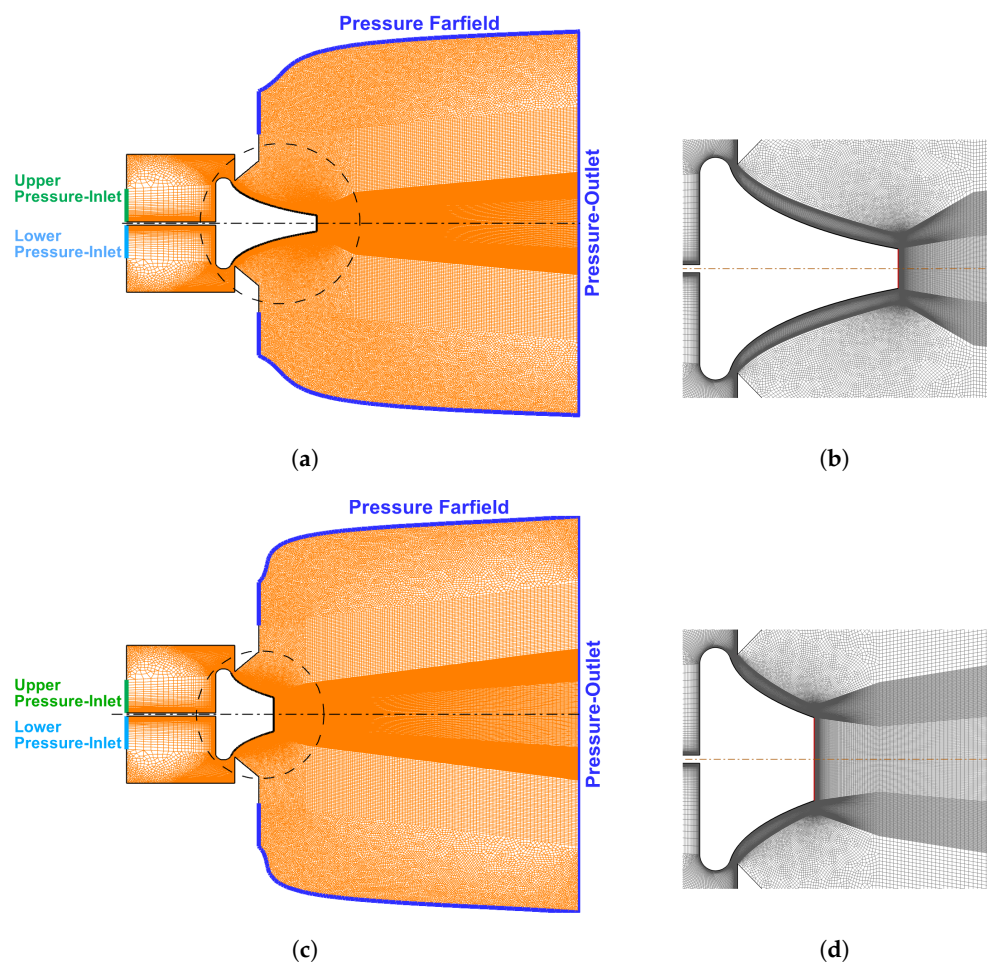 Pressure Farfield
Upper
Pressure-Inlet
Lower
Pressure-Inlet
Pressure-Outlet
(a)
(b)
Pressure Farfield
Upper
Pressure-Inlet
Lower
Pressure-Inlet
Pressure-Outlet
(c)
(d)